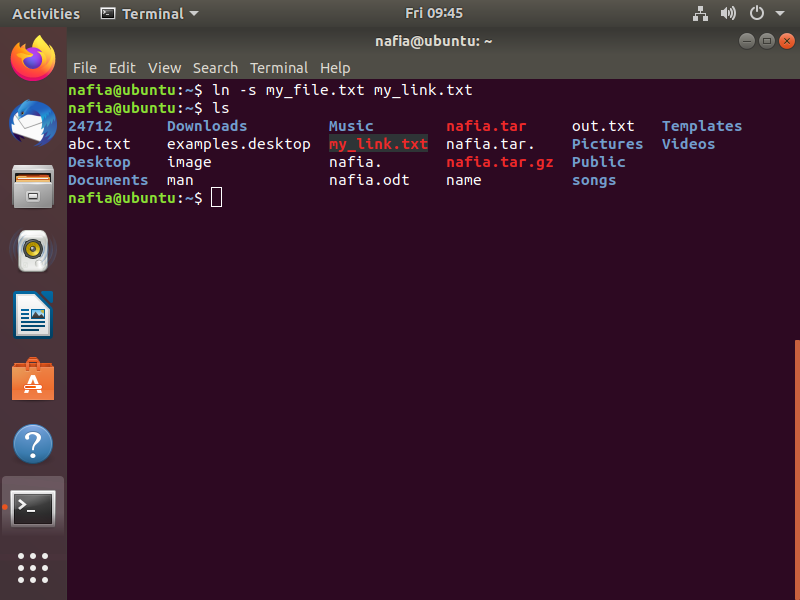 Activities Terminal Fri 09:45
nafia@ubuntu: ~
File Edit View Search Terminal Help
nafia@ubuntu:~$ ln -s my_file.txt my_link.txt
nafia@ubuntu:~$ ls
24712 Downloads Music nafia.tar out.txt Templates
abc.txt examples.desktop my_link.txt nafia.tar. Pictures Videos
Desktop image nafia. nafia.tar.gz Public
Documents man nafia.odt name songs
nafia@ubuntu:~$